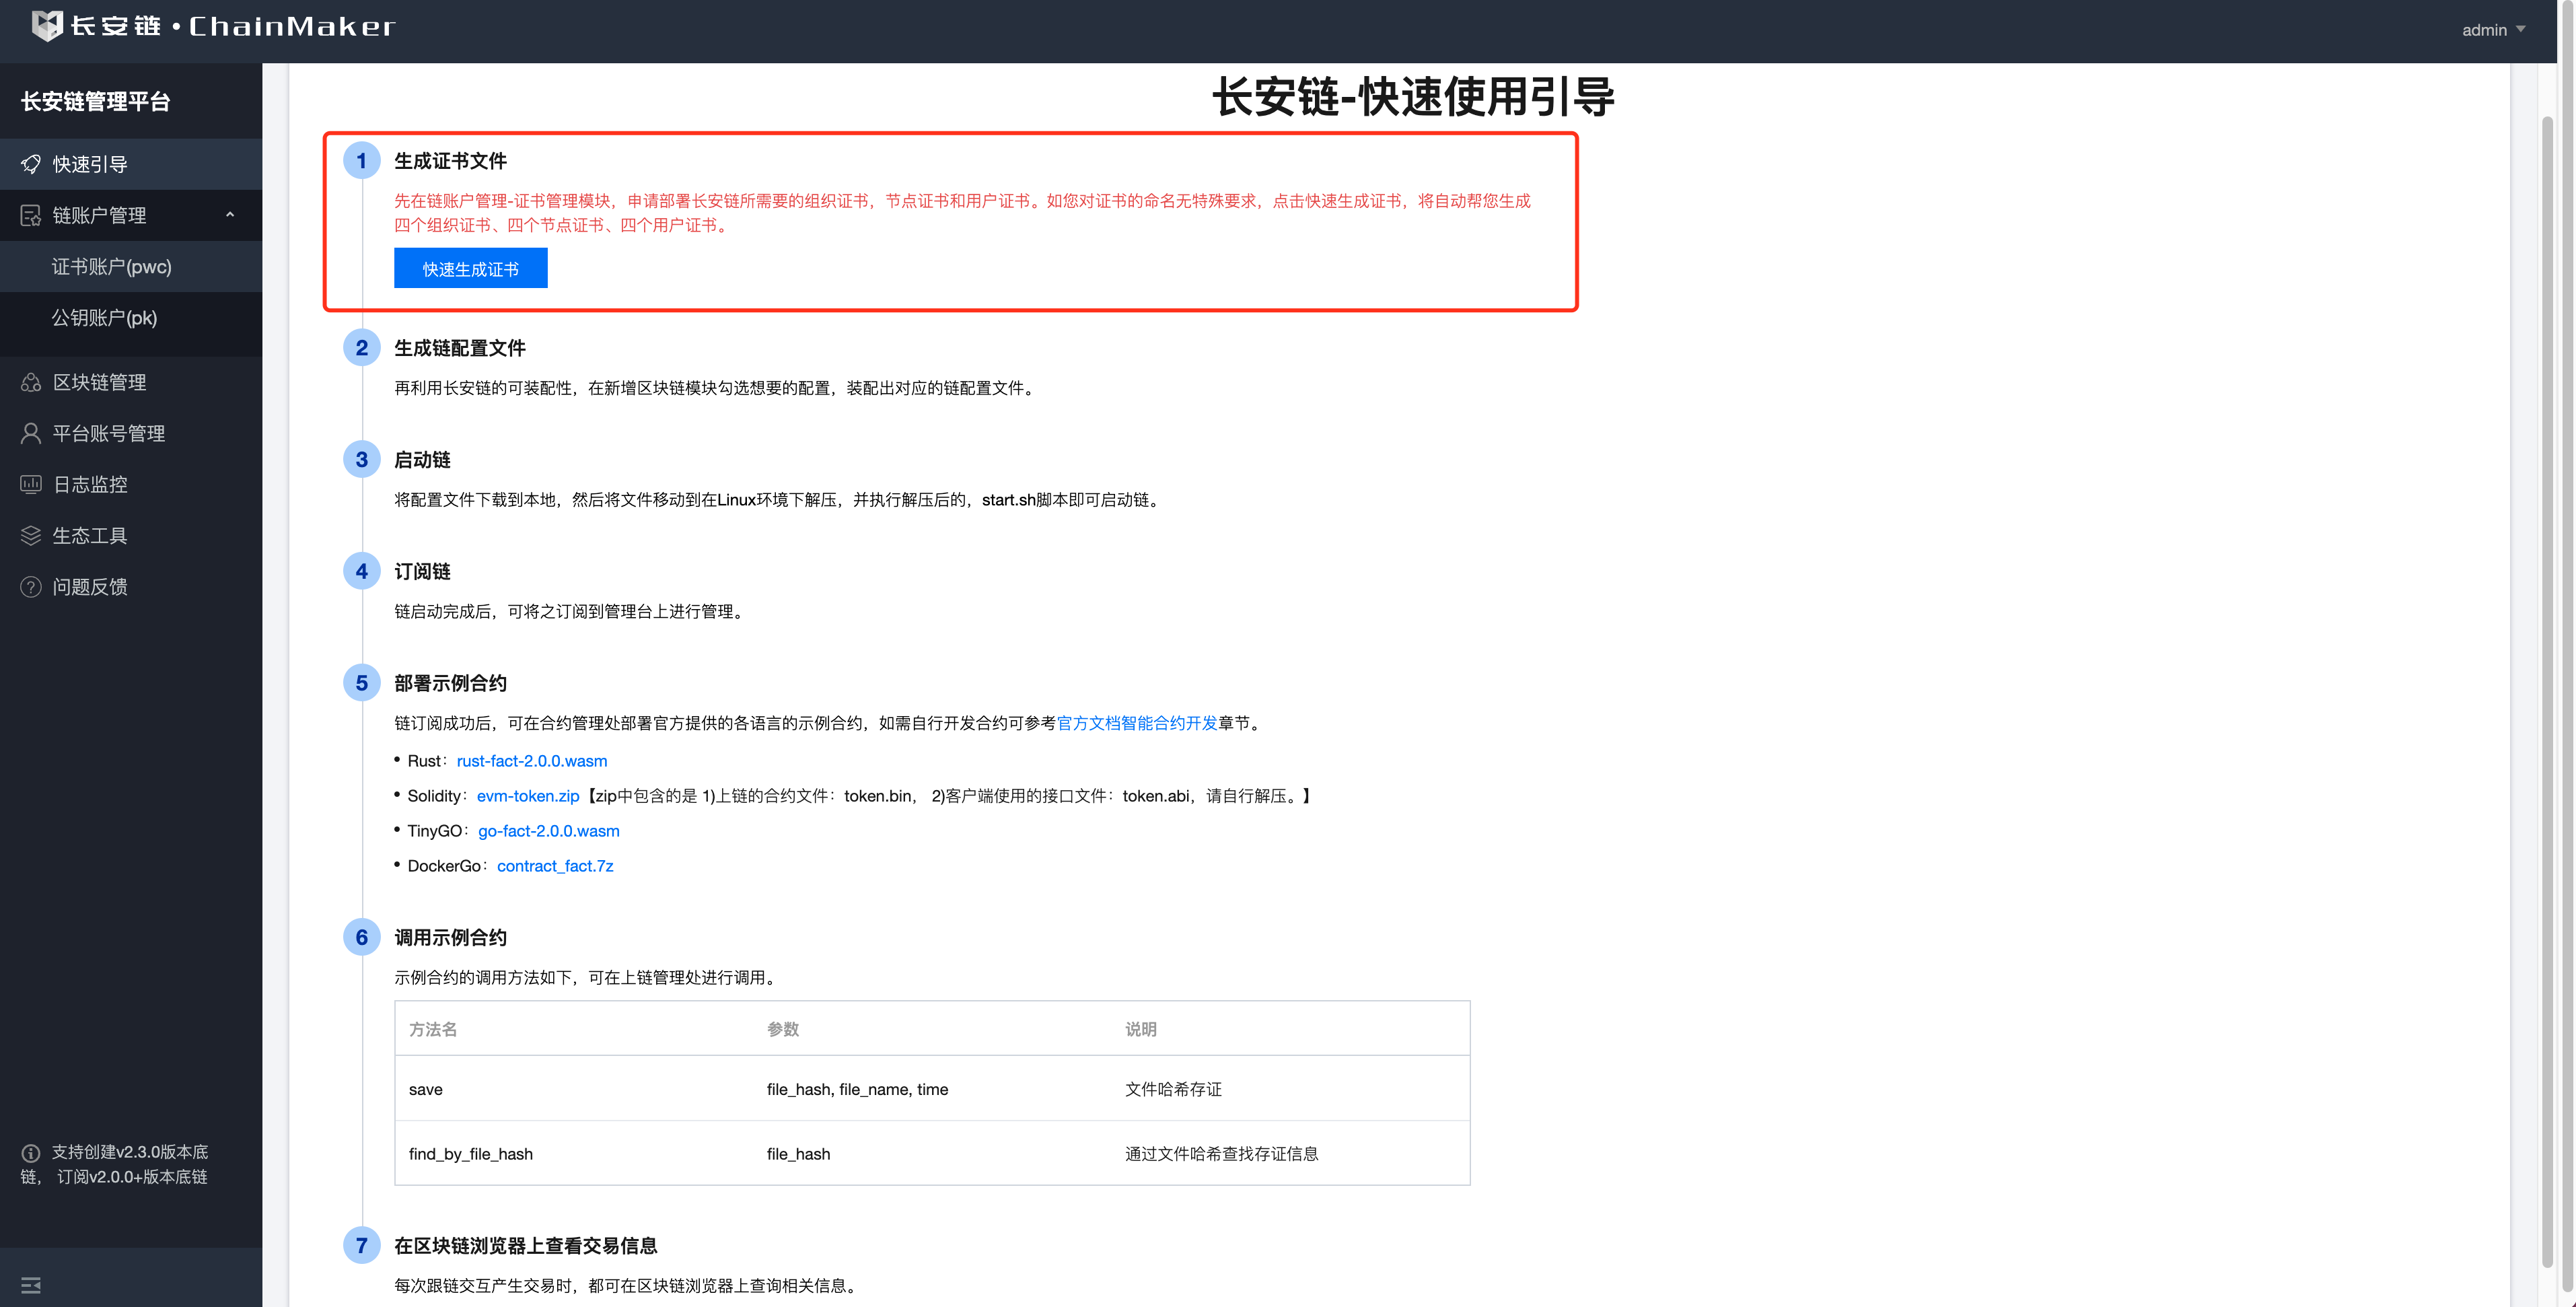 长安链·ChainMaker
admin
长安链管理平台
快速引导
链账户管理
证书账户(pwc)
公钥账户(pk)
区块链管理
平台账号管理
日志监控
生态工具
问题反馈
支持创建v2.3.0版本底
链， 订阅v2.0.0+版本底链
长安链-快速使用引导
1 生成证书文件
先在链账户管理-证书管理模块，申请部署长安链所需要的组织证书，节点证书和用户证书。如您对证书的命名无特殊要求，点击快速生成证书，将自动帮您生成
四个组织证书、四个节点证书、四个用户证书。
快速生成证书
2 生成链配置文件
再利用长安链的可装配性，在新增区块链模块勾选想要的配置，装配出对应的链配置文件。
3 启动链
将配置文件下载到本地，然后将文件移动到在Linux环境下解压，并执行解压后的，start.sh脚本即可启动链。
4 订阅链
链启动完成后，可将之订阅到管理台上进行管理。
5 部署示例合约
链订阅成功后，可在合约管理处部署官方提供的各语言的示例合约，如需自行开发合约可参考官方文档智能合约开发章节。
• Rust：rust-fact-2.0.0.wasm
• Solidity：evm-token.zip【zip中包含的是 1)上链的合约文件：token.bin， 2)客户端使用的接口文件：token.abi，请自行解压。】
• TinyGO：go-fact-2.0.0.wasm
• DockerGo：contract_fact.7z
6 调用示例合约
示例合约的调用方法如下，可在上链管理处进行调用。
方法名 参数 说明
save file_hash, file_name, time 文件哈希存证
find_by_file_hash file_hash 通过文件哈希查找存证信息
7 在区块链浏览器上查看交易信息
每次跟链交互产生交易时，都可在区块链浏览器上查询相关信息。